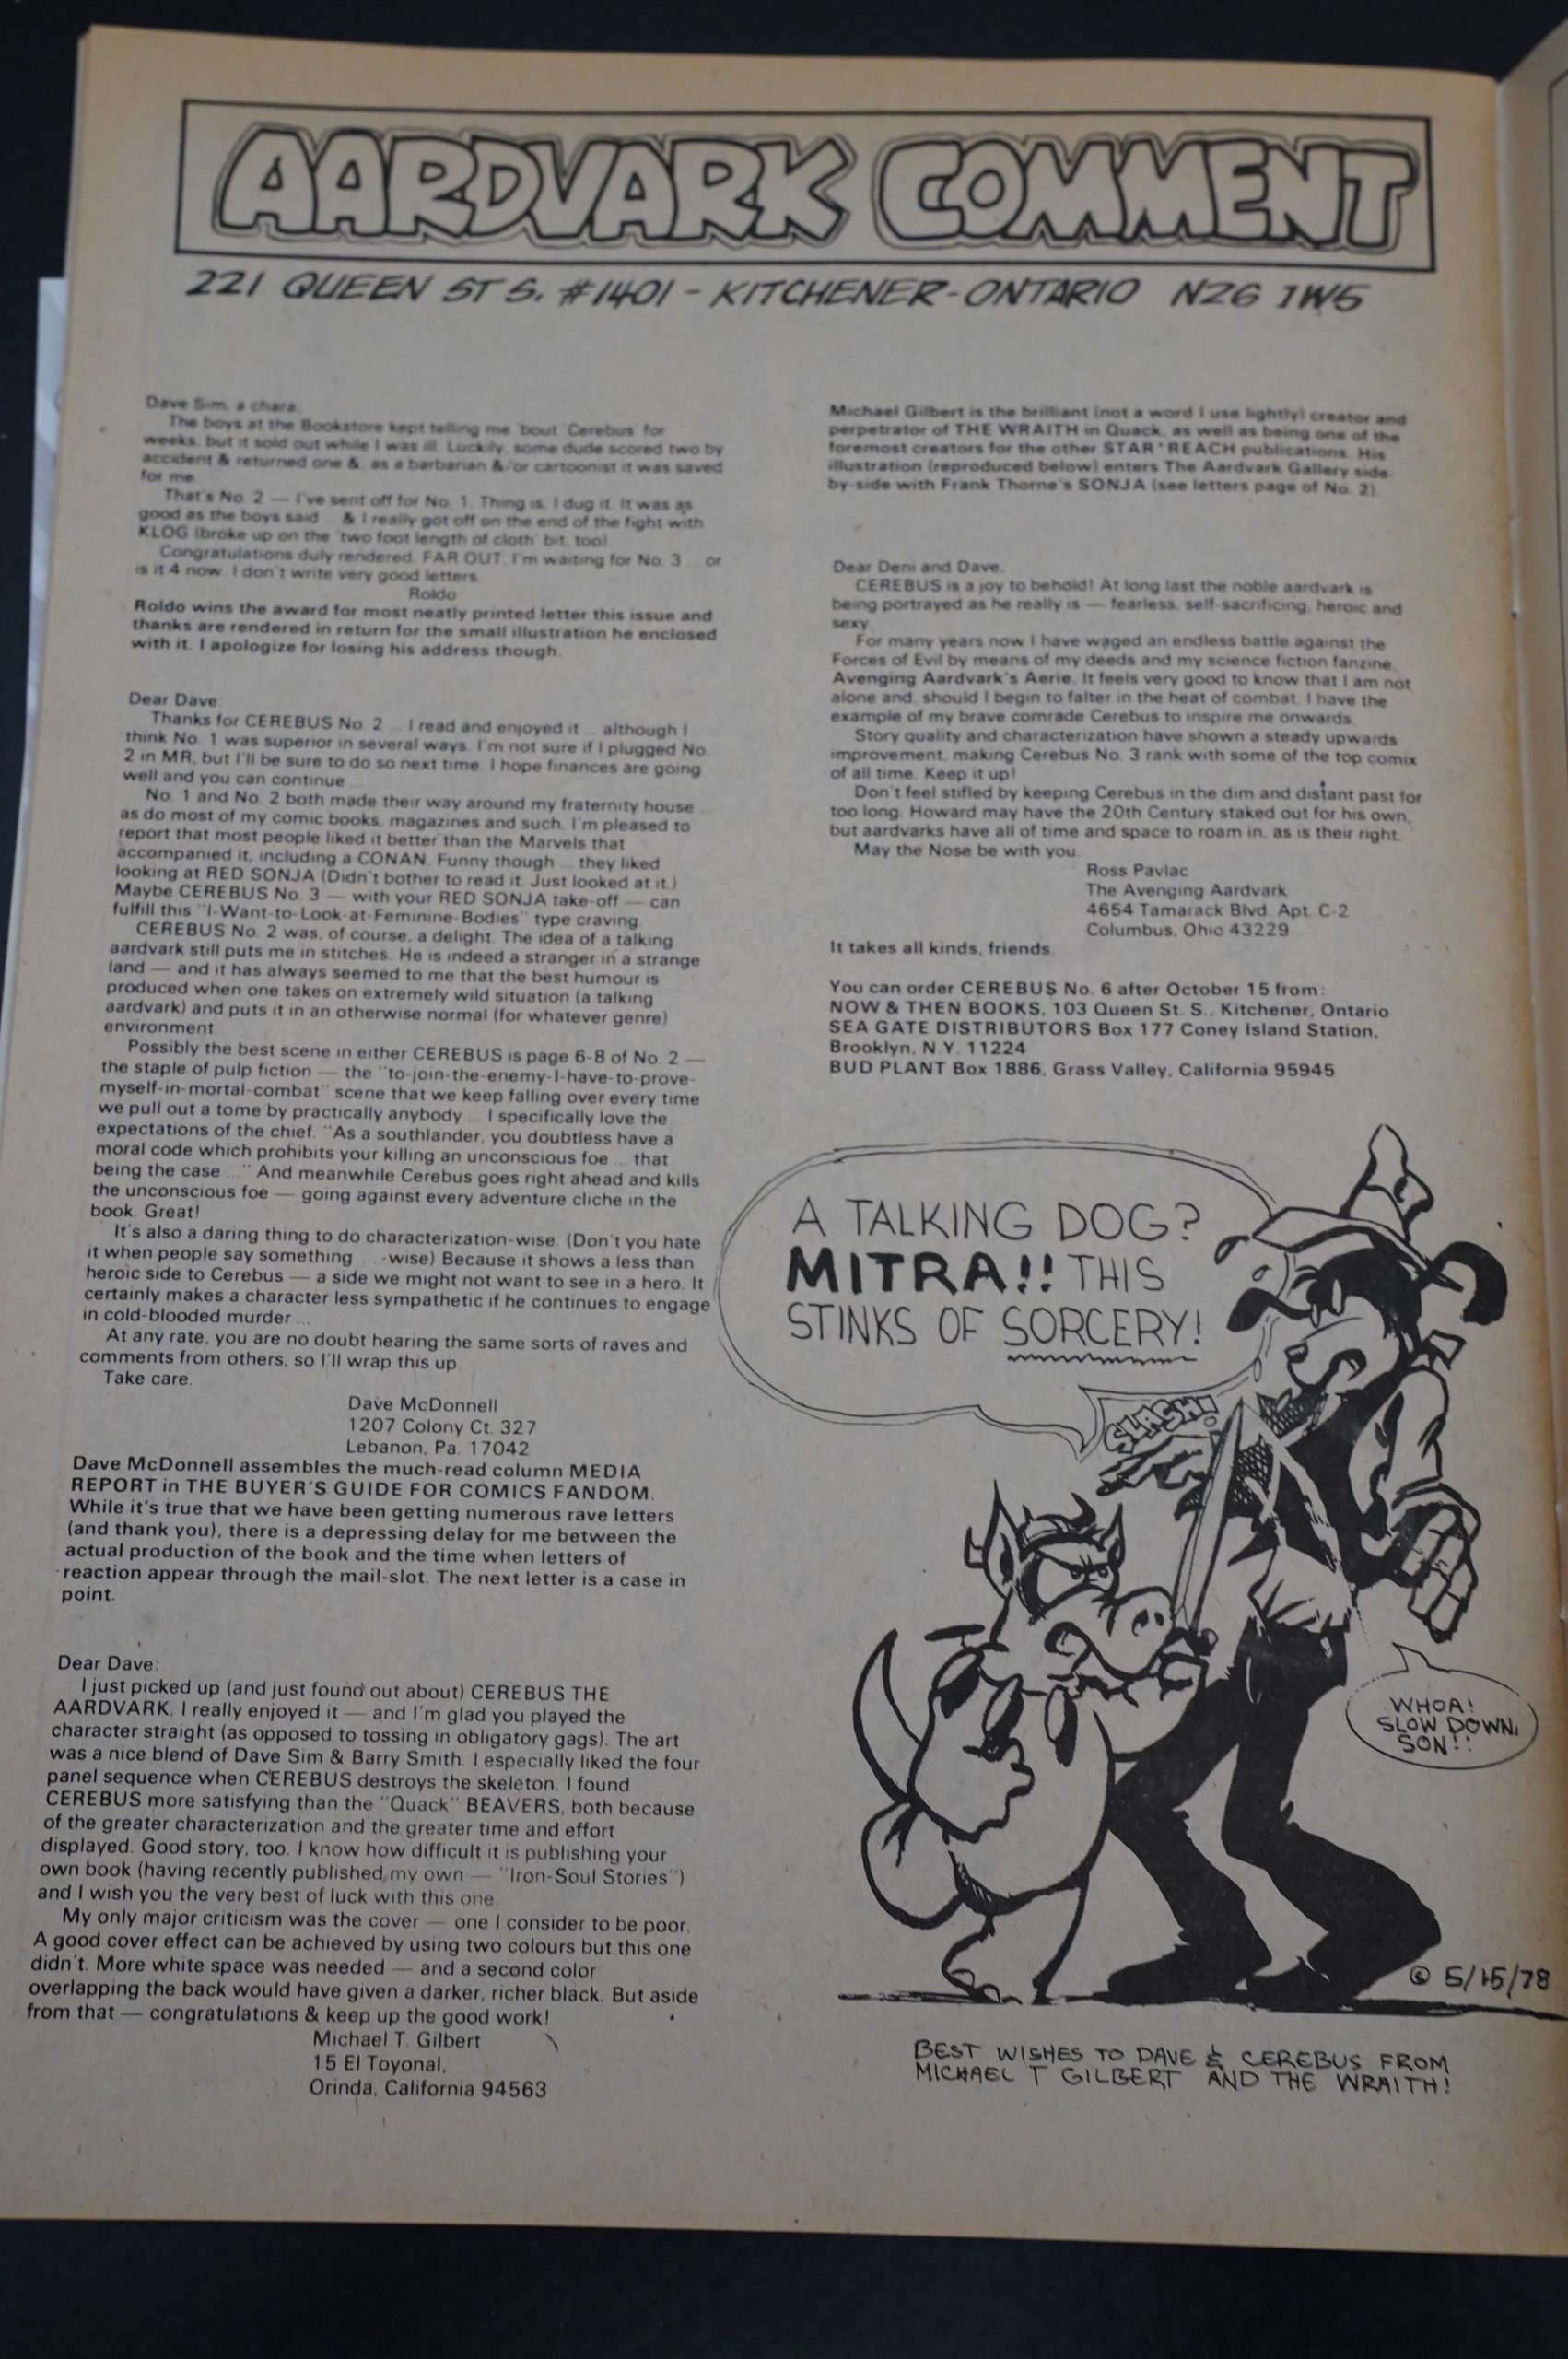 AARDVARK COMMENT
221 QUEEN ST S. #1401 - KITCHENER - ONTARIO N2G 1W5
Dave Sim, a chara:
The boys at the Bookstore kept telling me 'bout 'Cerebus' for
weeks, but it sold out while I was ill. Luckily, some dude scored two by
accident & returned one &, as a barbarian &/or cartoonist it was saved
for me.
That's No. 2 — I've sent off for No. 1. Thing is, I dug it. It was as
good as the boys said ... & I really got off on the end of the fight with
KLOG (broke up on the 'two foot length of cloth' bit, too).
Congratulations duly rendered. FAR OUT. I'm waiting for No. 3 ... or
is it 4 now. I don't write very good letters.
Roldo
Roldo wins the award for most neatly printed letter this issue and
thanks are rendered in return for the small illustration he enclosed
with it. I apologize for losing his address though.
Dear Dave:
Thanks for CEREBUS No. 2 ... I read and enjoyed it ... although I
think No. 1 was superior in several ways. I'm not sure if I plugged No.
2 in MR, but I'll be sure to do so next time. I hope finances are going
well and you can continue ...
No. 1 and No. 2 both made their way around my fraternity house ...
as do most of my comic books, magazines and such. I'm pleased to
report that most people liked it better than the Marvels that
accompanied it, including a CONAN. Funny though ... they liked
looking at RED SONJA (Didn't bother to read it. Just looked at it.)
Maybe CEREBUS No. 3 — with your RED SONJA take-off — can
fulfill this "I-Want-to-Look-at-Feminine-Bodies" type craving.
CEREBUS No. 2 was, of course, a delight. The idea of a talking
aardvark still puts me in stitches. He is indeed a stranger in a strange
land — and it has always seemed to me that the best humour is
produced when one takes on extremely wild situation (a talking
aardvark) and puts it in an otherwise normal (for whatever genre)
environment.
Possibly the best scene in either CEREBUS is page 6-8 of No. 2 —
the staple of pulp fiction — the "to-join-the-enemy-I-have-to-prove-
myself-in-mortal-combat" scene that we keep falling over every time
we pull out a tome by practically anybody ... I specifically love the
expectations of the chief. "As a southlander, you doubtless have a
moral code which prohibits your killing an unconscious foe ... that
being the case ..." And meanwhile Cerebus goes right ahead and kills
the unconscious foe — going against every adventure cliche in the
book. Great!
It's also a daring thing to do characterization-wise. (Don't you hate
it when people say something . . -wise) Because it shows a less than
heroic side to Cerebus — a side we might not want to see in a hero. It
certainly makes a character less sympathetic if he continues to engage
in cold-blooded murder ...
At any rate, you are no doubt hearing the same sorts of raves and
comments from others, so I'll wrap this up.
Take care.
Dave McDonnell
1207 Colony Ct. 327
Lebanon, Pa. 17042
Dave McDonnell assembles the much-read column MEDIA
REPORT in THE BUYER'S GUIDE FOR COMICS FANDOM.
While it's true that we have been getting numerous rave letters
(and thank you), there is a depressing delay for me between the
actual production of the book and the time when letters of
reaction appear through the mail-slot. The next letter is a case in
point.
Dear Dave:
I just picked up (and just found out about) CEREBUS THE
AARDVARK. I really enjoyed it — and I'm glad you played the
character straight (as opposed to tossing in obligatory gags). The art
was a nice blend of Dave Sim & Barry Smith. I especially liked the four
panel sequence when CEREBUS destroys the skeleton. I found
CEREBUS more satisfying than the "Quack" BEAVERS, both because
of the greater characterization and the greater time and effort
displayed. Good story, too. I know how difficult it is publishing your
own book (having recently published my own — "Iron-Soul Stories")
and I wish you the very best of luck with this one.
My only major criticism was the cover — one I consider to be poor.
A good cover effect can be achieved by using two colours but this one
didn't. More white space was needed — and a second color
overlapping the back would have given a darker, richer black. But aside
from that — congratulations & keep up the good work!
Michael T. Gilbert
15 El Toyonal,
Orinda, California 94563
Michael Gilbert is the brilliant (not a word I use lightly) creator and
perpetrator of THE WRAITH in Quack, as well as being one of the
foremost creators for the other STAR*REACH publications. His
illustration (reproduced below) enters The Aardvark Gallery side-
by-side with Frank Thorne's SONJA (see letters page of No. 2).
Dear Deni and Dave,
CEREBUS is a joy to behold! At long last the noble aardvark is
being portrayed as he really is — fearless, self-sacrificing, heroic and
sexy.
For many years now I have waged an endless battle against the
Forces of Evil by means of my deeds and my science fiction fanzine,
Avenging Aardvark's Aerie. It feels very good to know that I am not
alone and, should I begin to falter in the heat of combat, I have the
example of my brave comrade Cerebus to inspire me onwards.
Story quality and characterization have shown a steady upwards
improvement, making Cerebus No. 3 rank with some of the top comix
of all time. Keep it up!
Don't feel stifled by keeping Cerebus in the dim and distant past for
too long. Howard may have the 20th Century staked out for his own,
but aardvarks have all of time and space to roam in, as is their right.
May the Nose be with you.
Ross Pavlac
The Avenging Aardvark
4654 Tamarack Blvd. Apt. C-2
Columbus, Ohio 43229
It takes all kinds, friends.
You can order CEREBUS No. 6 after October 15 from:
NOW & THEN BOOKS, 103 Queen St. S., Kitchener, Ontario
SEA GATE DISTRIBUTORS Box 177 Coney Island Station,
Brooklyn, N.Y. 11224
BUD PLANT Box 1886, Grass Valley, California 95945
A TALKING DOG?
MITRA!! THIS
STINKS OF SORCERY!
SLASH!
WHOA!
SLOW DOWN,
SON!!
© 5/15/78
BEST WISHES TO DAVE & CEREBUS FROM
MICHAEL T GILBERT AND THE WRAITH!